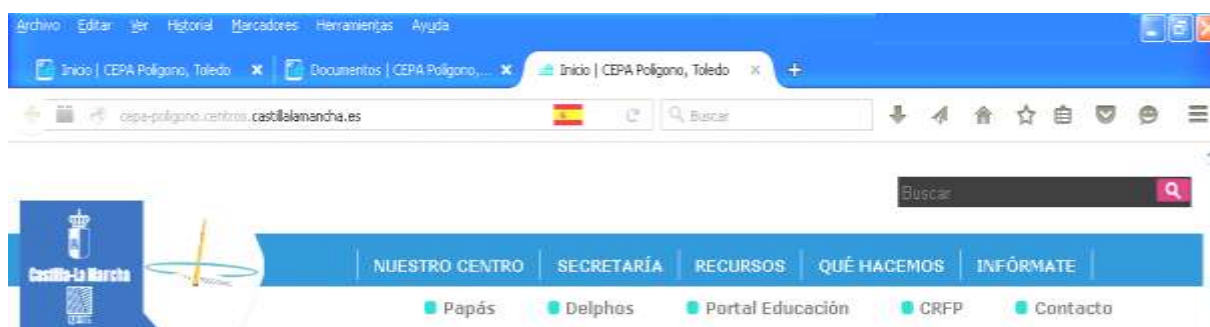 Archivo Editar Ver Historial Marcadores Herramientas Ayuda
Inicio | CEPA Polígono, Toledo Documentos | CEPA Polígono,... Inicio | CEPA Polígono, Toledo
cepa-poligono.centros.castillalamancha.es Buscar
Buscar
Castilla-La Mancha
NUESTRO CENTRO SECRETARÍA RECURSOS QUÉ HACEMOS INFÓRMATE
Papás Delphos Portal Educación CRFP Contacto